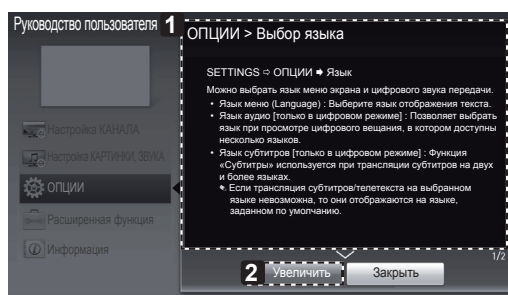 Руководство пользователя
1
ОПЦИИ > Выбор языка
SETTINGS ⇨ ОПЦИИ ➡ Язык
Можно выбрать язык меню экрана и цифрового звука передачи.
• Язык меню (Language) : Выберите язык отображения текста.
• Язык аудио [только в цифровом режиме] : Позволяет выбрать
язык при просмотре цифрового вещания, в котором доступны
несколько языков.
• Язык субтитров [только в цифровом режиме] : Функция
«Субтитры» используется при трансляции субтитров на двух
и более языках.
Если трансляция субтитров/телетекста на выбранном
языке невозможна, то они отображаются на языке,
заданном по умолчанию.
Настройка КАНАЛА
Настройка КАРТИНКИ, ЗВУКА
ОПЦИИ
Расширенная функция
Информация
1/2
2
Увеличить
Закрыть